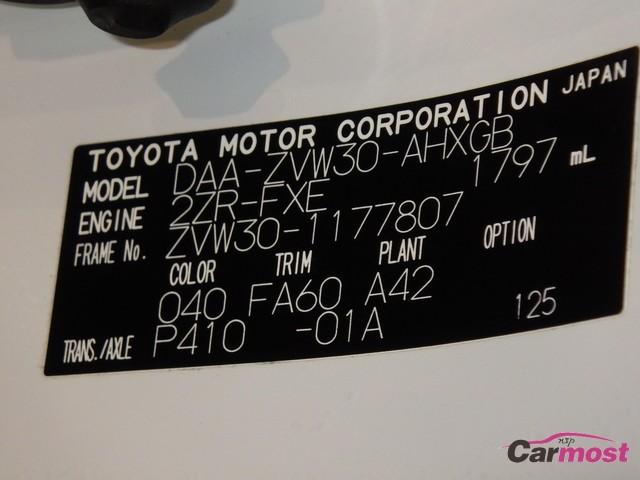 TOYOTA MOTOR CORPORATION JAPAN
MODEL DAA-ZVW30-AHXGB
ENGINE 2ZR-FXE 1797 mL
FRAME No. ZVW30-1177807
COLOR TRIM PLANT OPTION
040 FA60 A42 125
TRANS./AXLE P410 -01A
nsp
Carmost